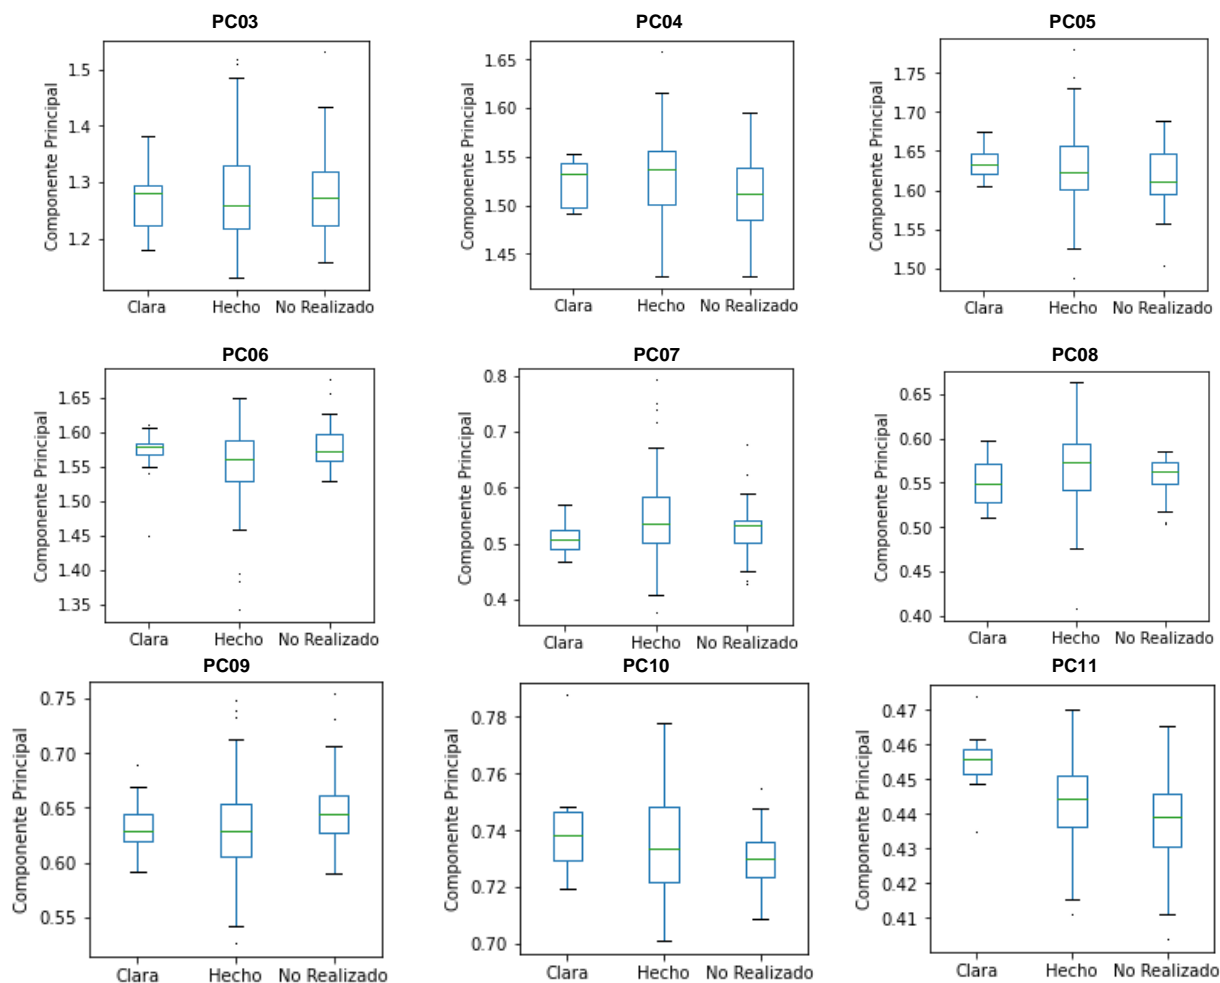 PC03
Componente Principal
1.5
1.4
1.3
1.2
Clara Hecho No Realizado
PC04
Componente Principal
1.65
1.60
1.55
1.50
1.45
Clara Hecho No Realizado
PC05
Componente Principal
1.75
1.70
1.65
1.60
1.55
1.50
Clara Hecho No Realizado
PC06
Componente Principal
1.65
1.60
1.55
1.50
1.45
1.40
1.35
Clara Hecho No Realizado
PC07
Componente Principal
0.8
0.7
0.6
0.5
0.4
Clara Hecho No Realizado
PC08
Componente Principal
0.65
0.60
0.55
0.50
0.45
0.40
Clara Hecho No Realizado
PC09
Componente Principal
0.75
0.70
0.65
0.60
0.55
Clara Hecho No Realizado
PC10
Componente Principal
0.78
0.76
0.74
0.72
0.70
Clara Hecho No Realizado
PC11
Componente Principal
0.47
0.46
0.45
0.44
0.43
0.42
0.41
Clara Hecho No Realizado